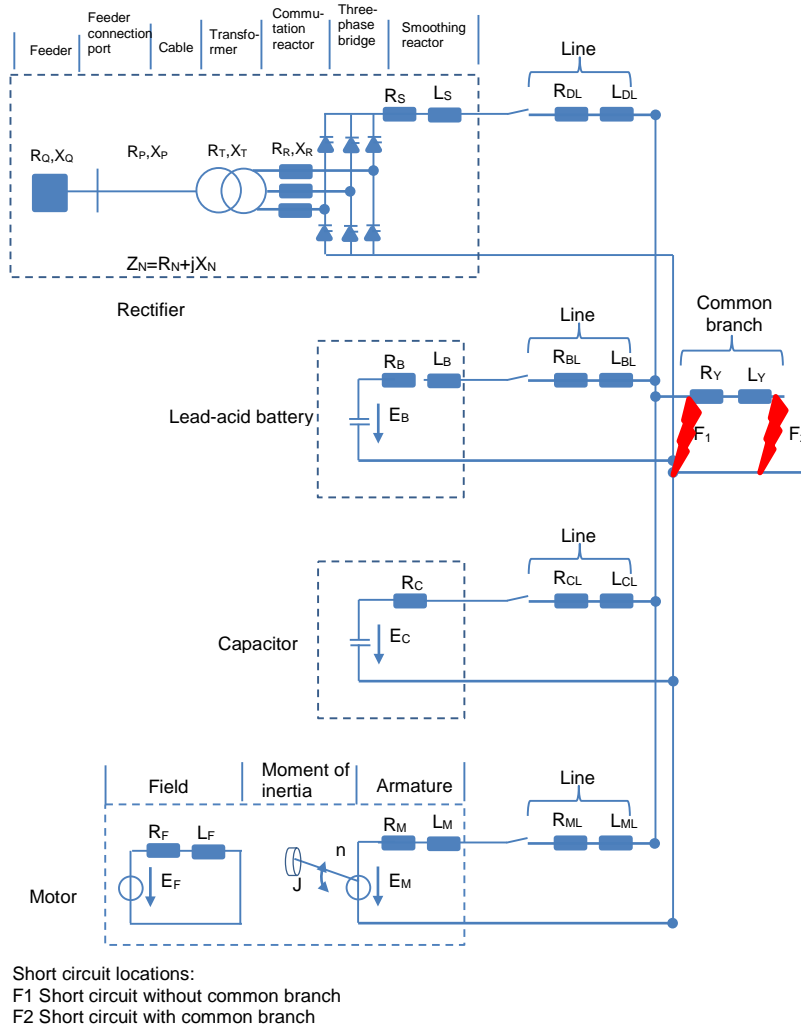 Feeder
Feeder
connection
port
Cable
Transfo-
rmer
Commu-
tation
reactor
Three-
phase
bridge
Smoothing
reactor
Line
RS LS
RDL LDL
RQ,XQ
RP,XP
RT,XT
RR,XR
ZN=RN+jXN
Rectifier
Line
Common
branch
RB LB
RBL LBL
RY LY
Lead-acid battery
EB
F1
Line
RC
RCL LCL
Capacitor
EC
Field
Moment of
inertia
Armature
Line
RF LF
RM LM
RML LML
n
J
EF
EM
Motor
Short circuit locations:
F1 Short circuit without common branch
F2 Short circuit with common branch